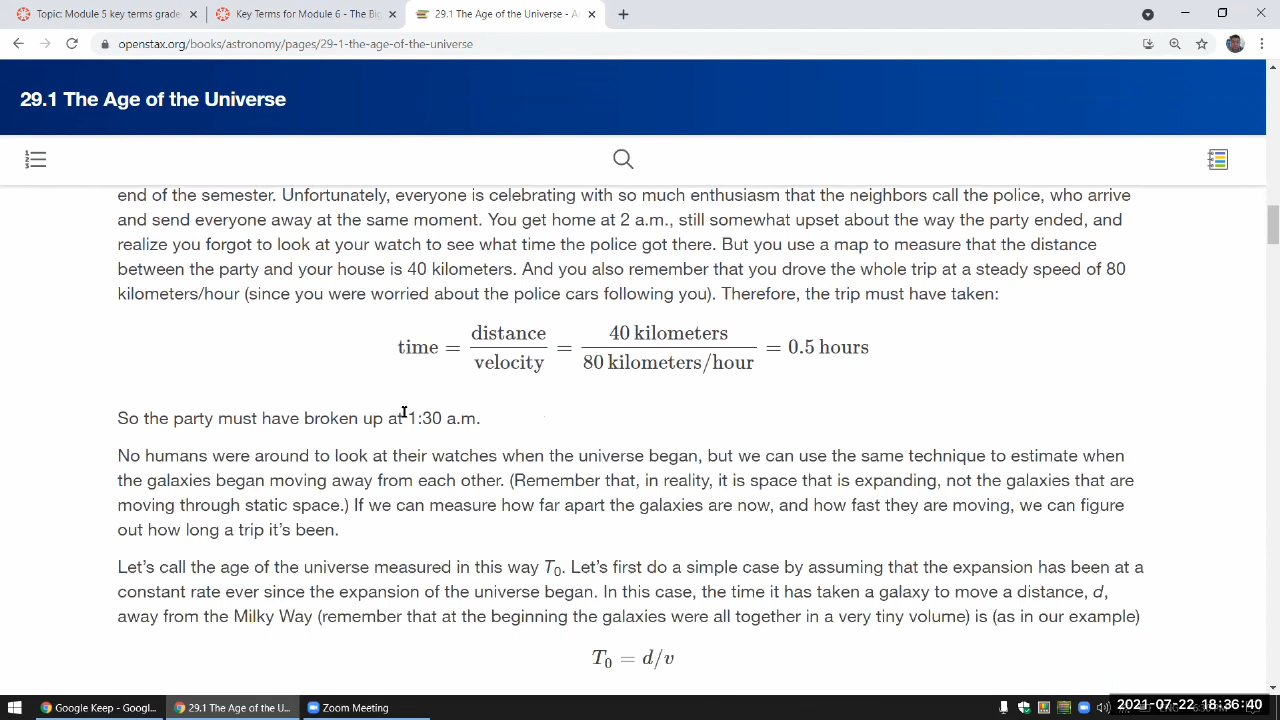 Topic: Module 5 key terms grade
Key Terms for Module 6 - The Big
29.1 The Age of the Universe - A
openstax.org/books/astronomy/pages/29-1-the-age-of-the-universe
29.1 The Age of the Universe
end of the semester. Unfortunately, everyone is celebrating with so much enthusiasm that the neighbors call the police, who arrive
and send everyone away at the same moment. You get home at 2 a.m., still somewhat upset about the way the party ended, and
realize you forgot to look at your watch to see what time the police got there. But you use a map to measure that the distance
between the party and your house is 40 kilometers. And you also remember that you drove the whole trip at a steady speed of 80
kilometers/hour (since you were worried about the police cars following you). Therefore, the trip must have taken:
time = distance/velocity = 40 kilometers/80 kilometers/hour = 0.5 hours
So the party must have broken up at 1:30 a.m.
No humans were around to look at their watches when the universe began, but we can use the same technique to estimate when
the galaxies began moving away from each other. (Remember that, in reality, it is space that is expanding, not the galaxies that are
moving through static space.) If we can measure how far apart the galaxies are now, and how fast they are moving, we can figure
out how long a trip it's been.
Let's call the age of the universe measured in this way T₀. Let's first do a simple case by assuming that the expansion has been at a
constant rate ever since the expansion of the universe began. In this case, the time it has taken a galaxy to move a distance, d,
away from the Milky Way (remember that at the beginning the galaxies were all together in a very tiny volume) is (as in our example)
T₀ = d/v
Google Keep - Googl...
29.1 The Age of the U...
Zoom Meeting
2021-07-22 18:36:40